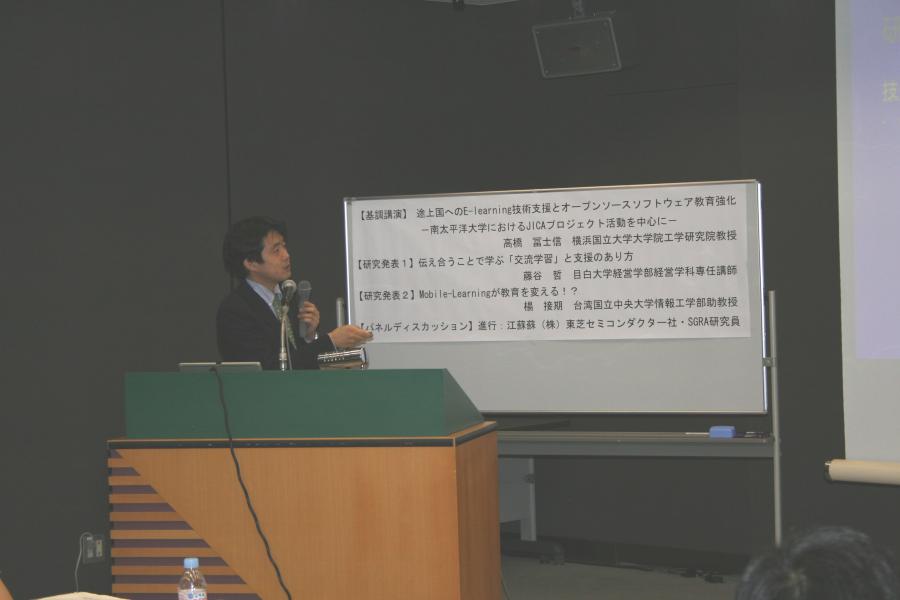 【基調講演】 途上国へのE-learning技術支援とオープンソースソフトウェア教育強化
－南太平洋大学におけるJICAプロジェクト活動を中心に－
高橋 冨士信 横浜国立大学大学院工学研究院教授
【研究発表１】伝え合うことで学ぶ「交流学習」と支援のあり方
藤谷 哲 目白大学経営学部経営学科専任講師
【研究発表２】Mobile-Learningが教育を変える！？
楊 接期 台湾国立中央大学情報工学部助教授
【パネルディスカッション】進行：江蘇蘇（株）東芝セミコンダクター社・SGRA研究員
研
技